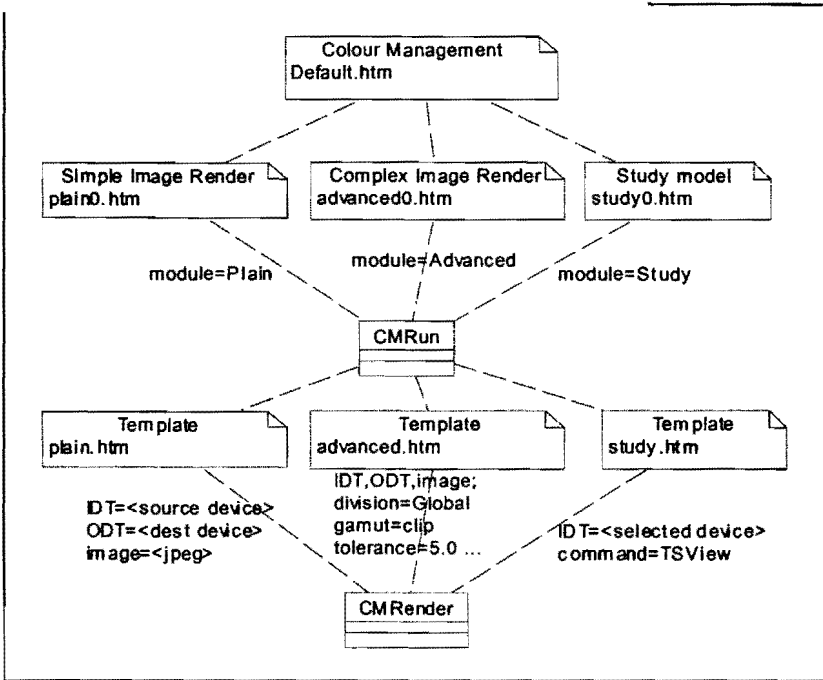 Colour Management
Default.htm
Simple Image Render
plain0.htm
Complex Image Render
advanced0.htm
Study model
study0.htm
module=Plain
module=Advanced
module=Study
CMRun
Template
plain.htm
Template
advanced.htm
Template
study.htm
IDT=<source device>
ODT=<dest device>
image=<jpeg>
IDT,ODT,image;
division=Global
gamut=clip
tolerance=5.0 ...
IDT=<selected device>
command=TSView
CMRender